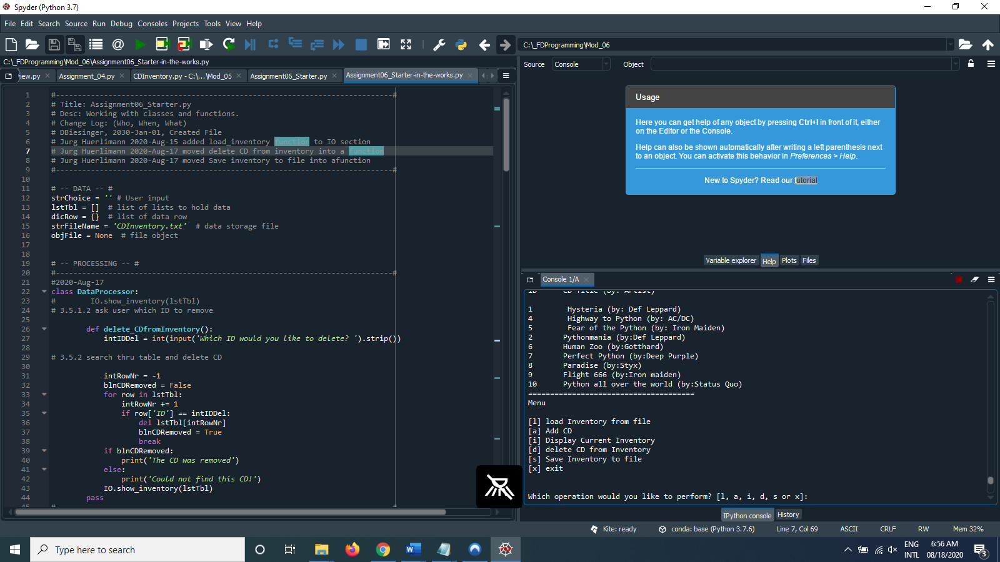 Spyder (Python 3.7)
File Edit Search Source Run Debug Consoles Projects Tools View Help
C:\_FDProgramming\Mod_06
C:\_FDProgramming\Mod_06\Assignment06_Starter-in-the-works.py
Source Console Object
iew.py Assignment_04.py CDInventory.py - C:\...\Mod_05 Assignment06_Starter.py Assignment06_Starter-in-the-works.py
1 #-----------------------------------------------------------------------------#
2 # Title: Assignment06_Starter.py
3 # Desc: Working with classes and functions.
4 # Change Log: (Who, When, What)
5 # DBiesinger, 2030-Jan-01, Created File
6 # Jurg Huerlimann 2020-Aug-15 added load_inventory function to IO section
7 # Jurg Huerlimann 2020-Aug-17 moved delete CD from inventory into a function
8 # Jurg Huerlimann 2020-Aug-17 moved Save inventory to file into afunction
9 #-----------------------------------------------------------------------------#
10
11 # -- DATA -- #
12 strChoice = '' # User input
13 lstTbl = []  # list of lists to hold data
14 dicRow = {}  # list of data row
15 strFileName = 'CDInventory.txt'  # data storage file
16 objFile = None  # file object
17
18
19 # -- PROCESSING -- #
20 #-----------------------------------------------------------------------------#
21 #2020-Aug-17
22 class DataProcessor:
23 #        IO.show_inventory(lstTbl)
24 # 3.5.1.2 ask user which ID to remove
25
26         def delete_CDfromInventory():
27             intIDDel = int(input('Which ID would you like to delete? ').strip())
28
29 # 3.5.2 search thru table and delete CD
30
31             intRowNr = -1
32             blnCDRemoved = False
33             for row in lstTbl:
34                 intRowNr += 1
35                 if row['ID'] == intIDDel:
36                     del lstTbl[intRowNr]
37                     blnCDRemoved = True
38                     break
39             if blnCDRemoved:
40                 print('The CD was removed')
41             else:
42                 print('Could not find this CD!')
43             IO.show_inventory(lstTbl)
44         pass
Usage
Here you can get help of any object by pressing Ctrl+I in front of it, either
on the Editor or the Console.
Help can also be shown automatically after writing a left parenthesis next
to an object. You can activate this behavior in Preferences > Help.
New to Spyder? Read our tutorial
Variable explorer Help Plots Files
Console 1/A
ID CD Title (by: Artist)
1 Hysteria (by: Def Leppard)
4 Highway to Python (by: AC/DC)
5 Fear of the Python (by: Iron Maiden)
2 Pythonmania (by:Def Leppard)
6 Human Zoo (by:Gotthard)
7 Perfect Python (by:Deep Purple)
8 Paradise (by:Styx)
9 Flight 666 (by:Iron maiden)
10 Python all over the world (by:Status Quo)
======================================
Menu
[l] load Inventory from file
[a] Add CD
[i] Display Current Inventory
[d] delete CD from Inventory
[s] Save Inventory to file
[x] exit
Which operation would you like to perform? [l, a, i, d, s or x]:
IPython console History
Kite: ready conda: base (Python 3.7.6) Line 7, Col 69 ASCII CRLF RW Mem 32%
Type here to search
ENG
INTL
6:56 AM
08/18/2020
3